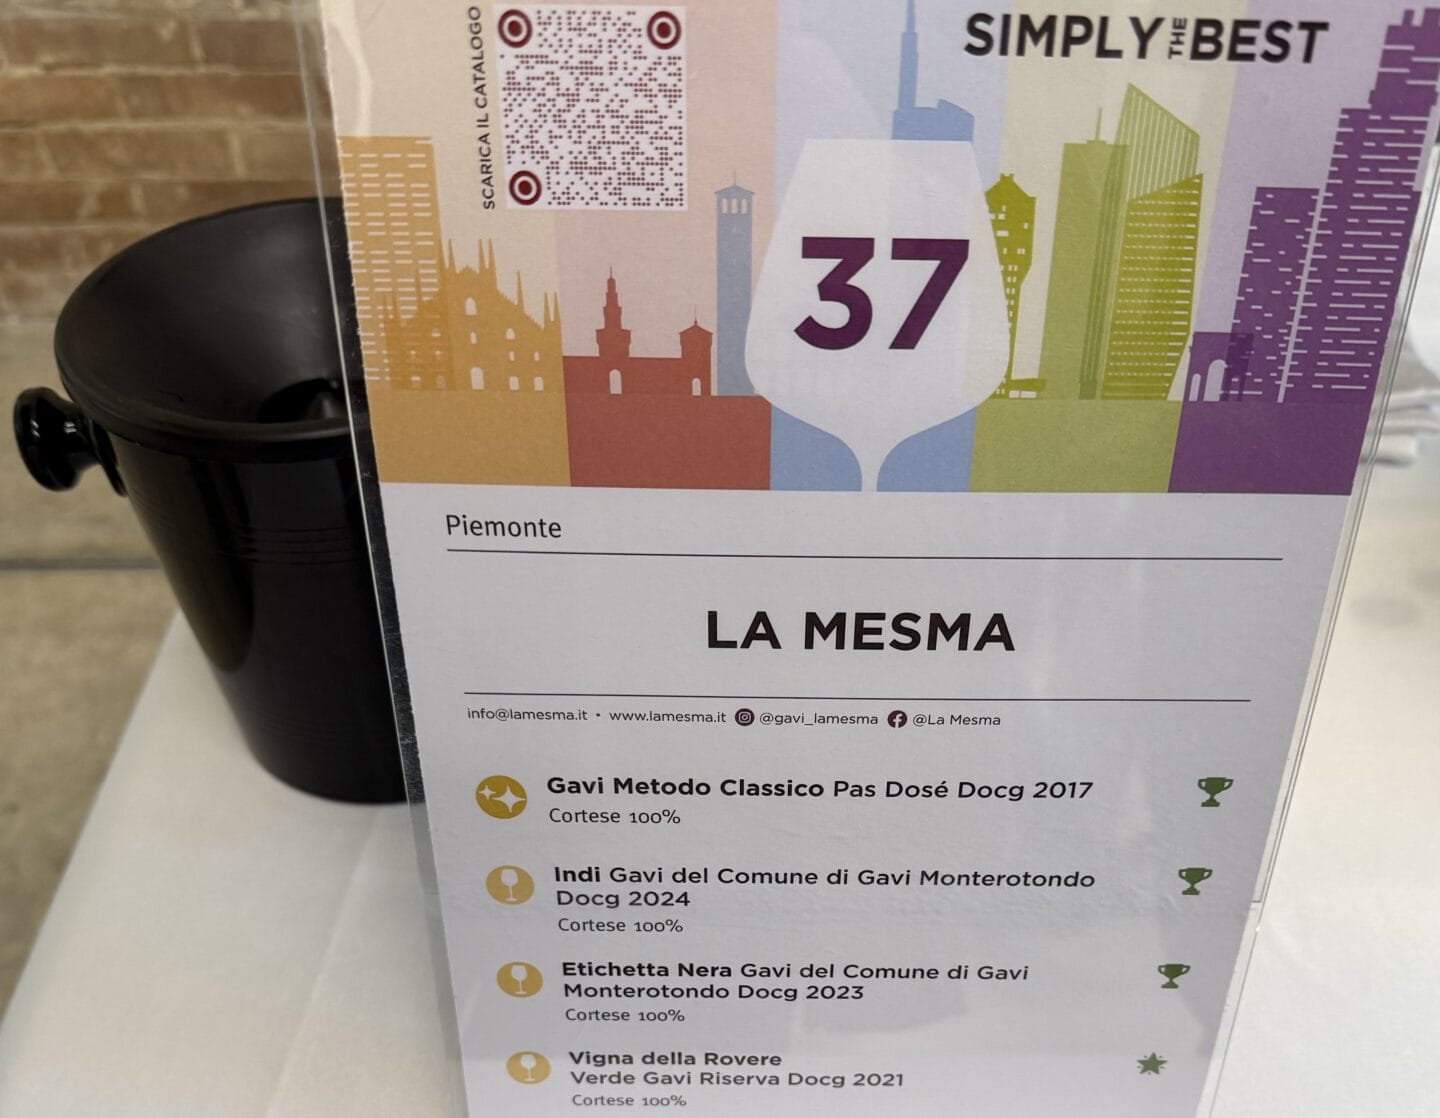 SCARICA IL CATALOGO
SIMPLY THE BEST
37
Piemonte
LA MESMA
info@lamesma.it • www.lamesma.it @gavi_lamesma @La Mesma
Gavi Metodo Classico Pas Dosé Docg 2017
Cortese 100%
Indi Gavi del Comune di Gavi Monterotondo
Docg 2024
Cortese 100%
Etichetta Nera Gavi del Comune di Gavi
Monterotondo Docg 2023
Cortese 100%
Vigna della Rovere
Verde Gavi Riserva Docg 2021
Cortese 100%